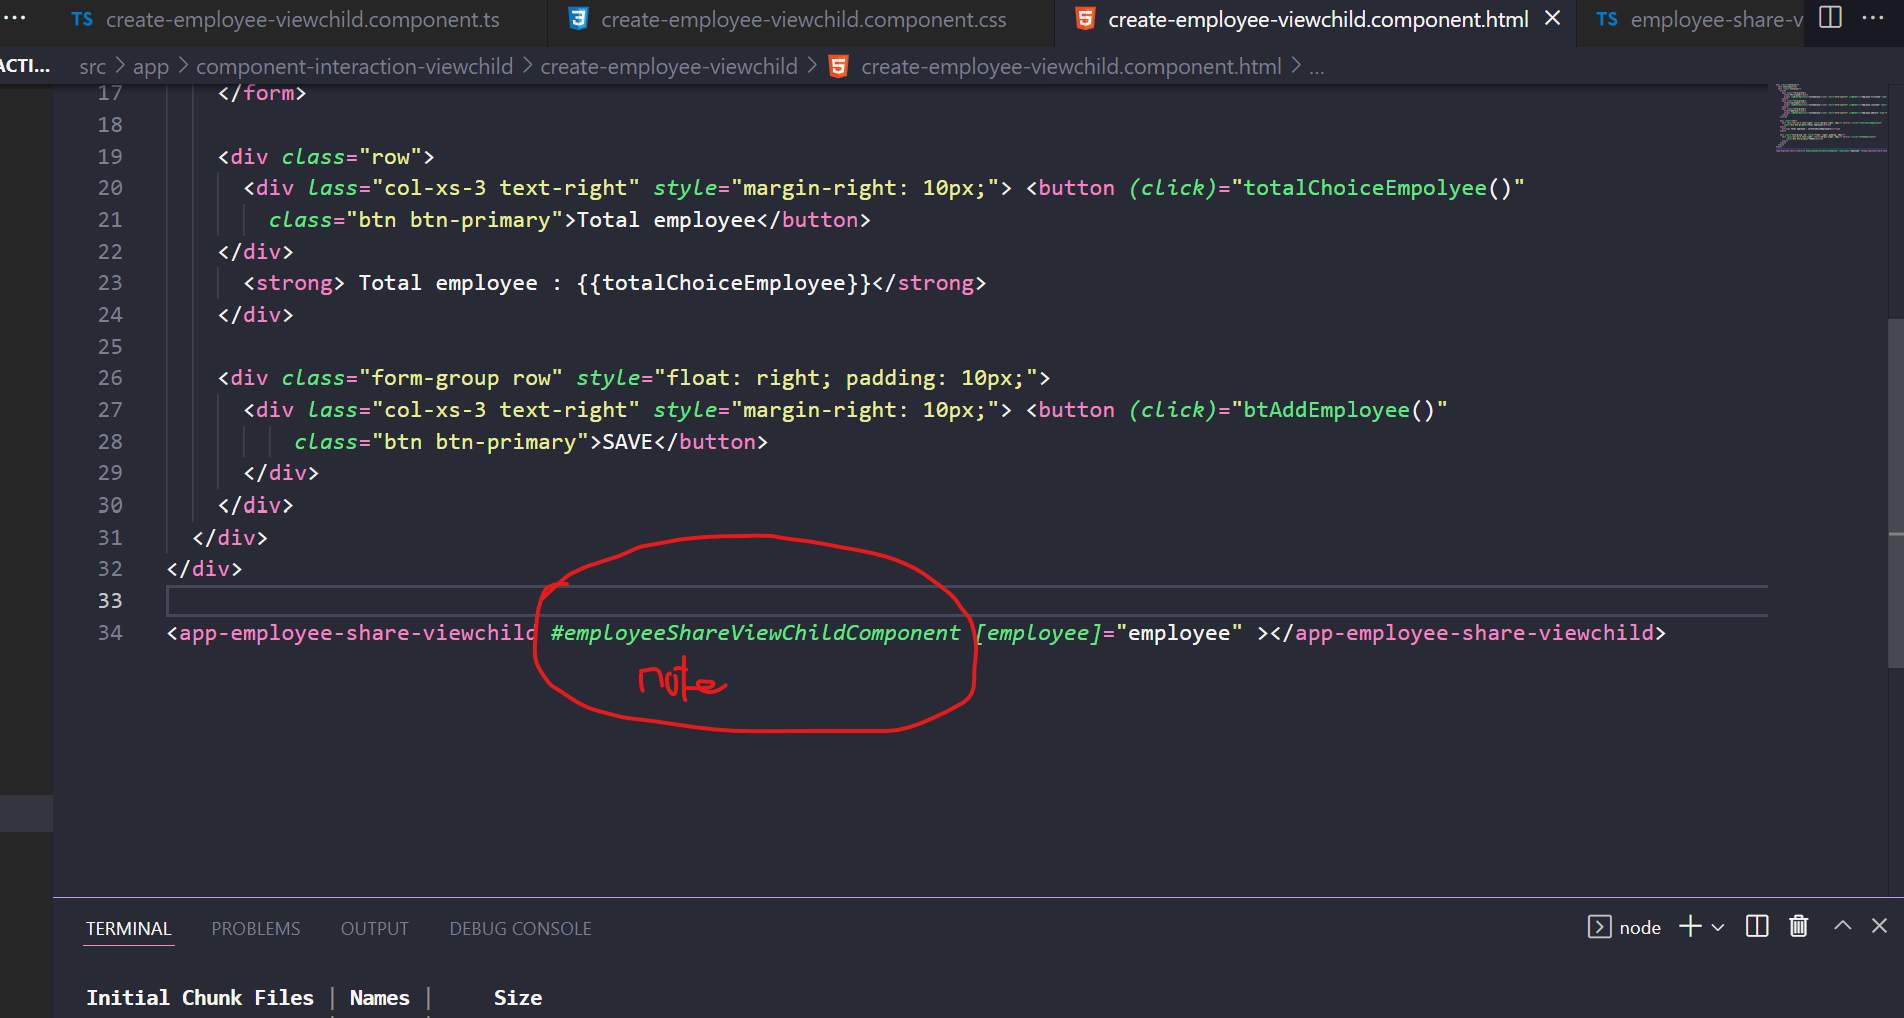 ... TS create-employee-viewchild.component.ts create-employee-viewchild.component.css 5 create-employee-viewchild.component.html TS employee-share-v ...
ACTI... src > app > component-interaction-viewchild > create-employee-viewchild > 5 create-employee-viewchild.component.html > ...
17 </form>
18
19 <div class="row">
20 <div lass="col-xs-3 text-right" style="margin-right: 10px;"> <button (click)="totalChoiceEmpolyee()"
21 class="btn btn-primary">Total employee</button>
22 </div>
23 <strong> Total employee : {{totalChoiceEmployee}}</strong>
24 </div>
25
26 <div class="form-group row" style="float: right; padding: 10px;">
27 <div lass="col-xs-3 text-right" style="margin-right: 10px;"> <button (click)="btAddEmployee()"
28 class="btn btn-primary">SAVE</button>
29 </div>
30 </div>
31 </div>
32 </div>
33
34 <app-employee-share-viewchild #employeeShareViewChildComponent [employee]="employee" ></app-employee-share-viewchild>
note
TERMINAL PROBLEMS OUTPUT DEBUG CONSOLE node
Initial Chunk Files | Names | Size